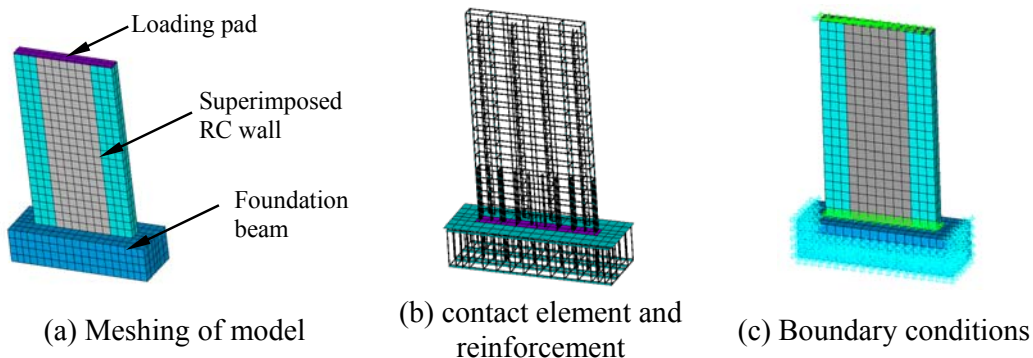 Loading pad
Superimposed
RC wall
Foundation
beam
(a) Meshing of model
(b) contact element and
reinforcement
(c) Boundary conditions